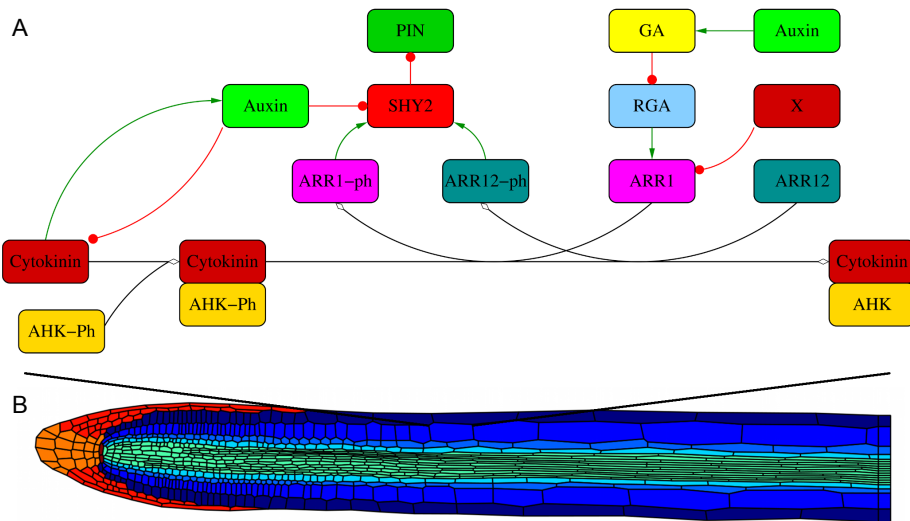 A
PIN
GA
Auxin
Auxin
SHY2
RGA
X
ARR1−ph
ARR12−ph
ARR1
ARR12
Cytokinin
Cytokinin
Cytokinin
AHK−Ph
AHK
AHK−Ph
B